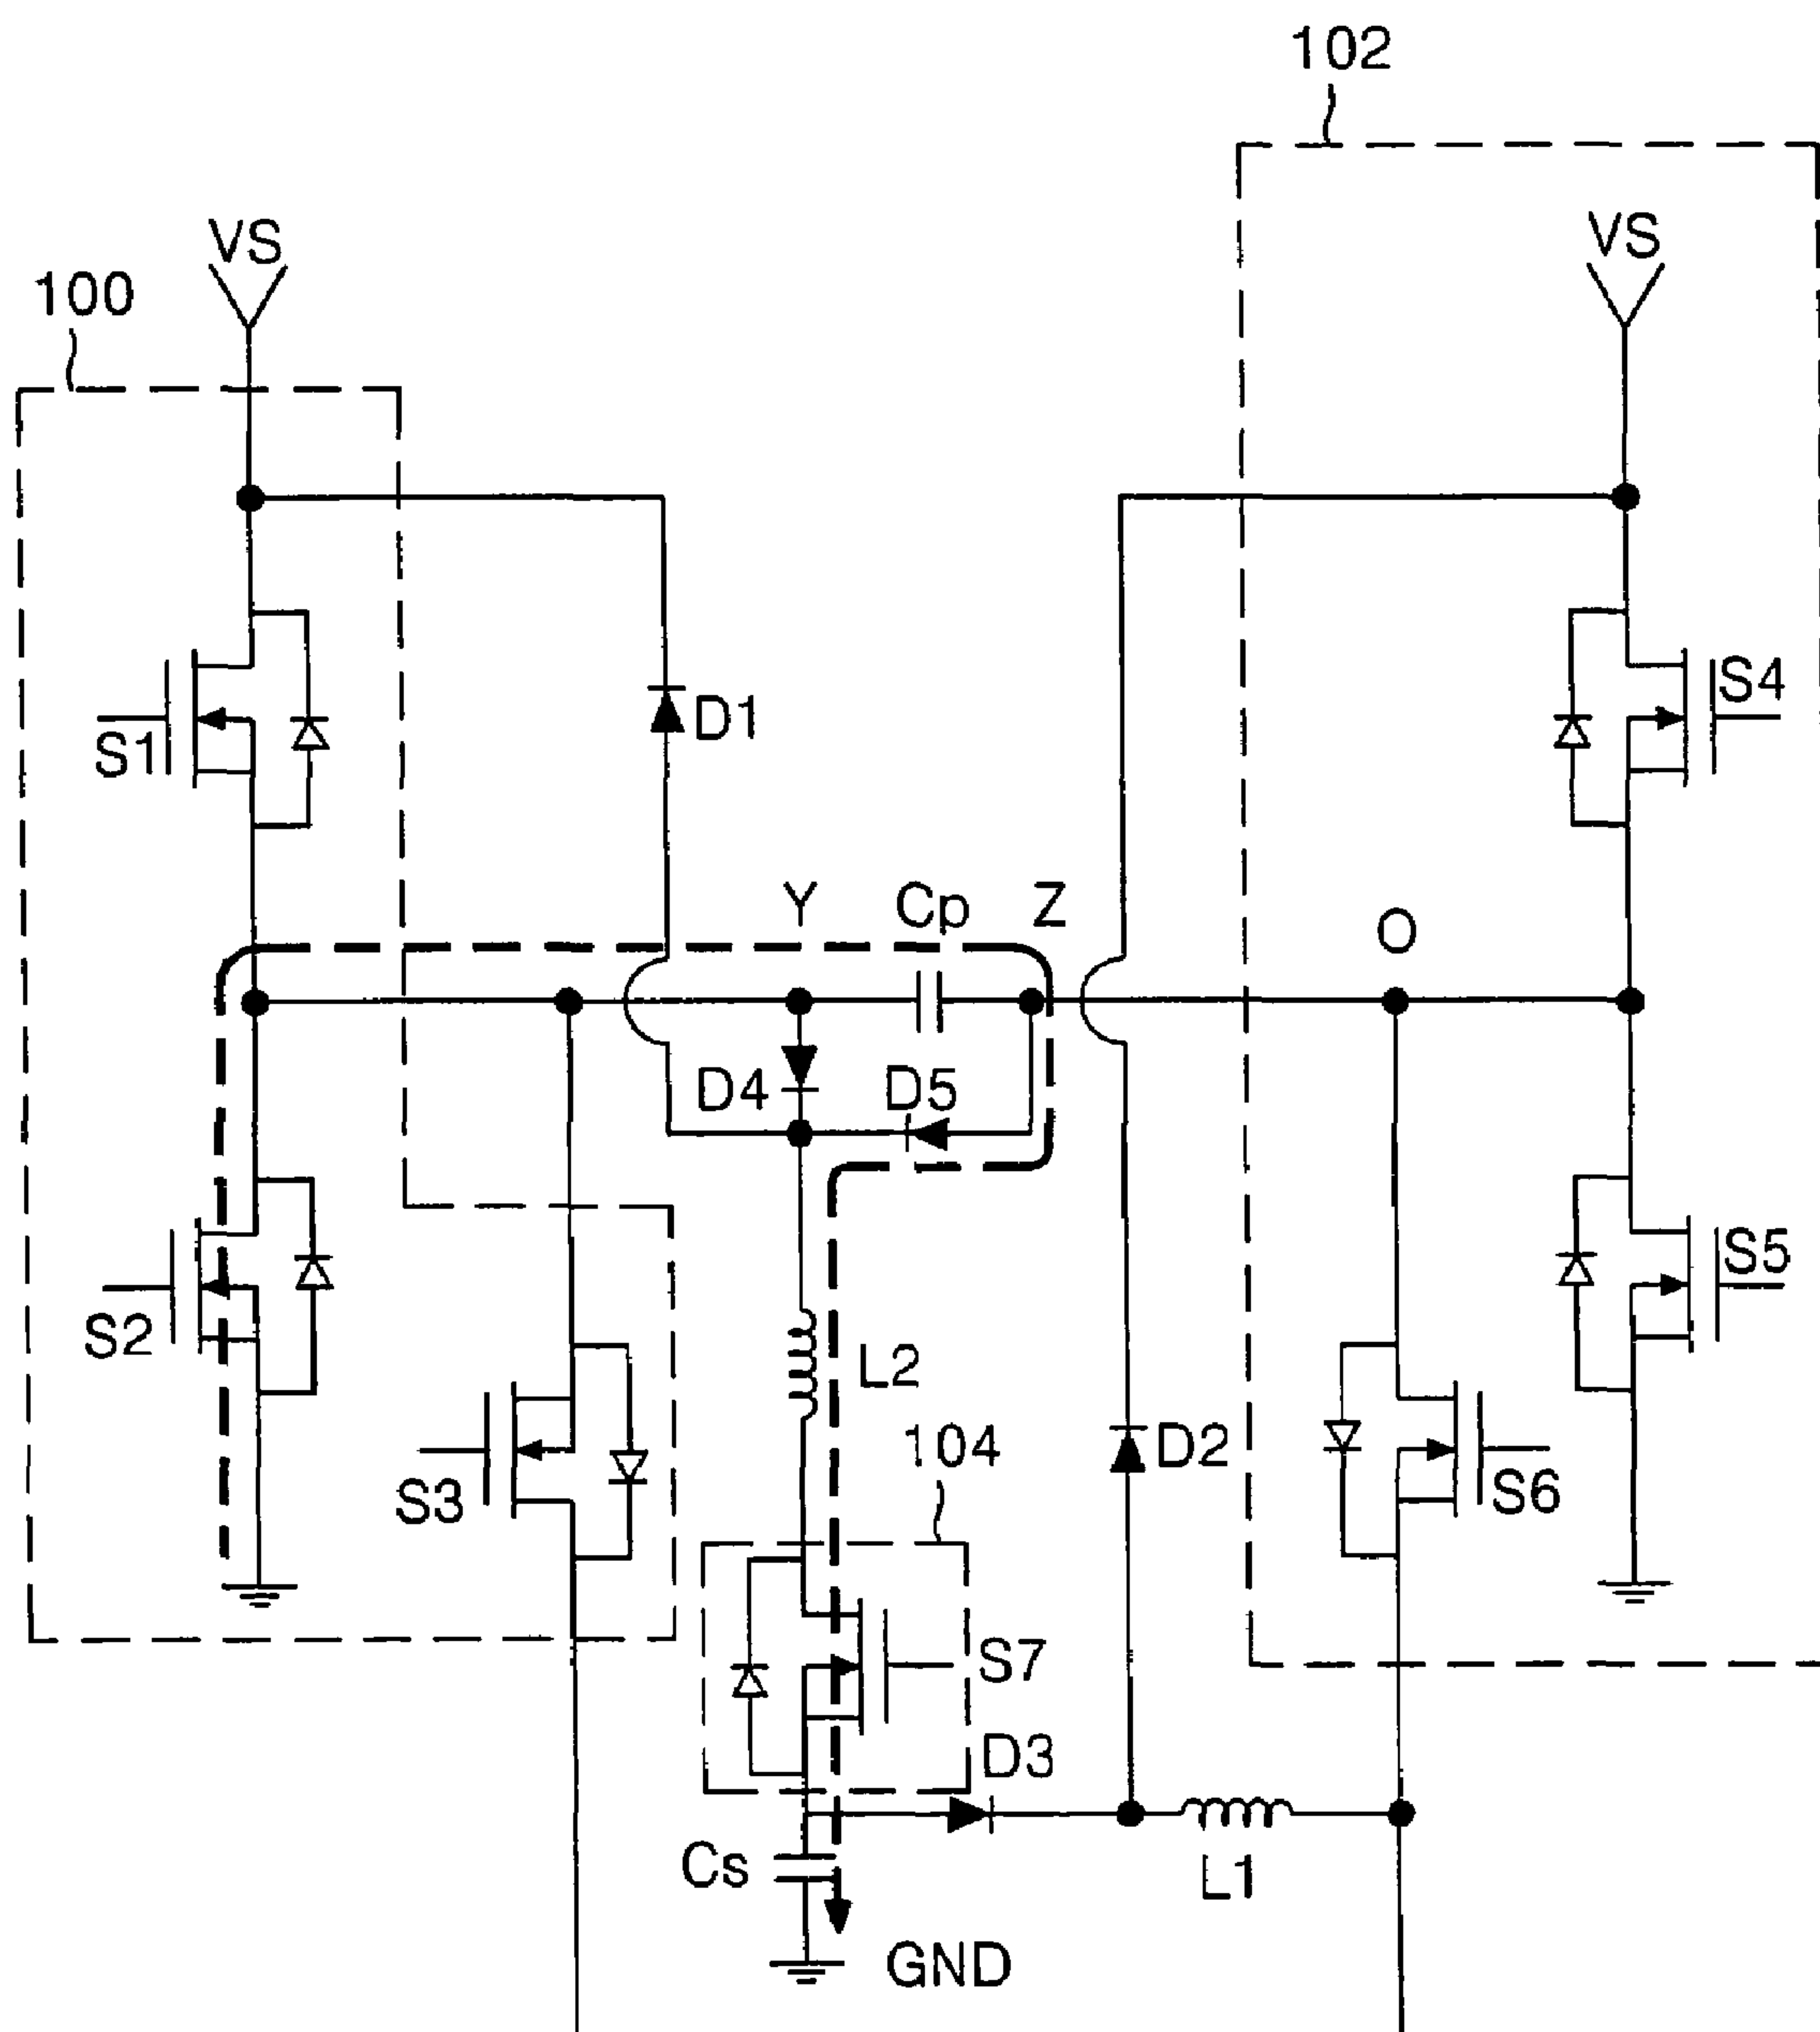 102
VS
VS
100
S4
D1
S1
Y
Cp
Z
O
D4
D5
S5
S2
L2
104
D2
S3
S6
S7
D3
Cs
L1
GND